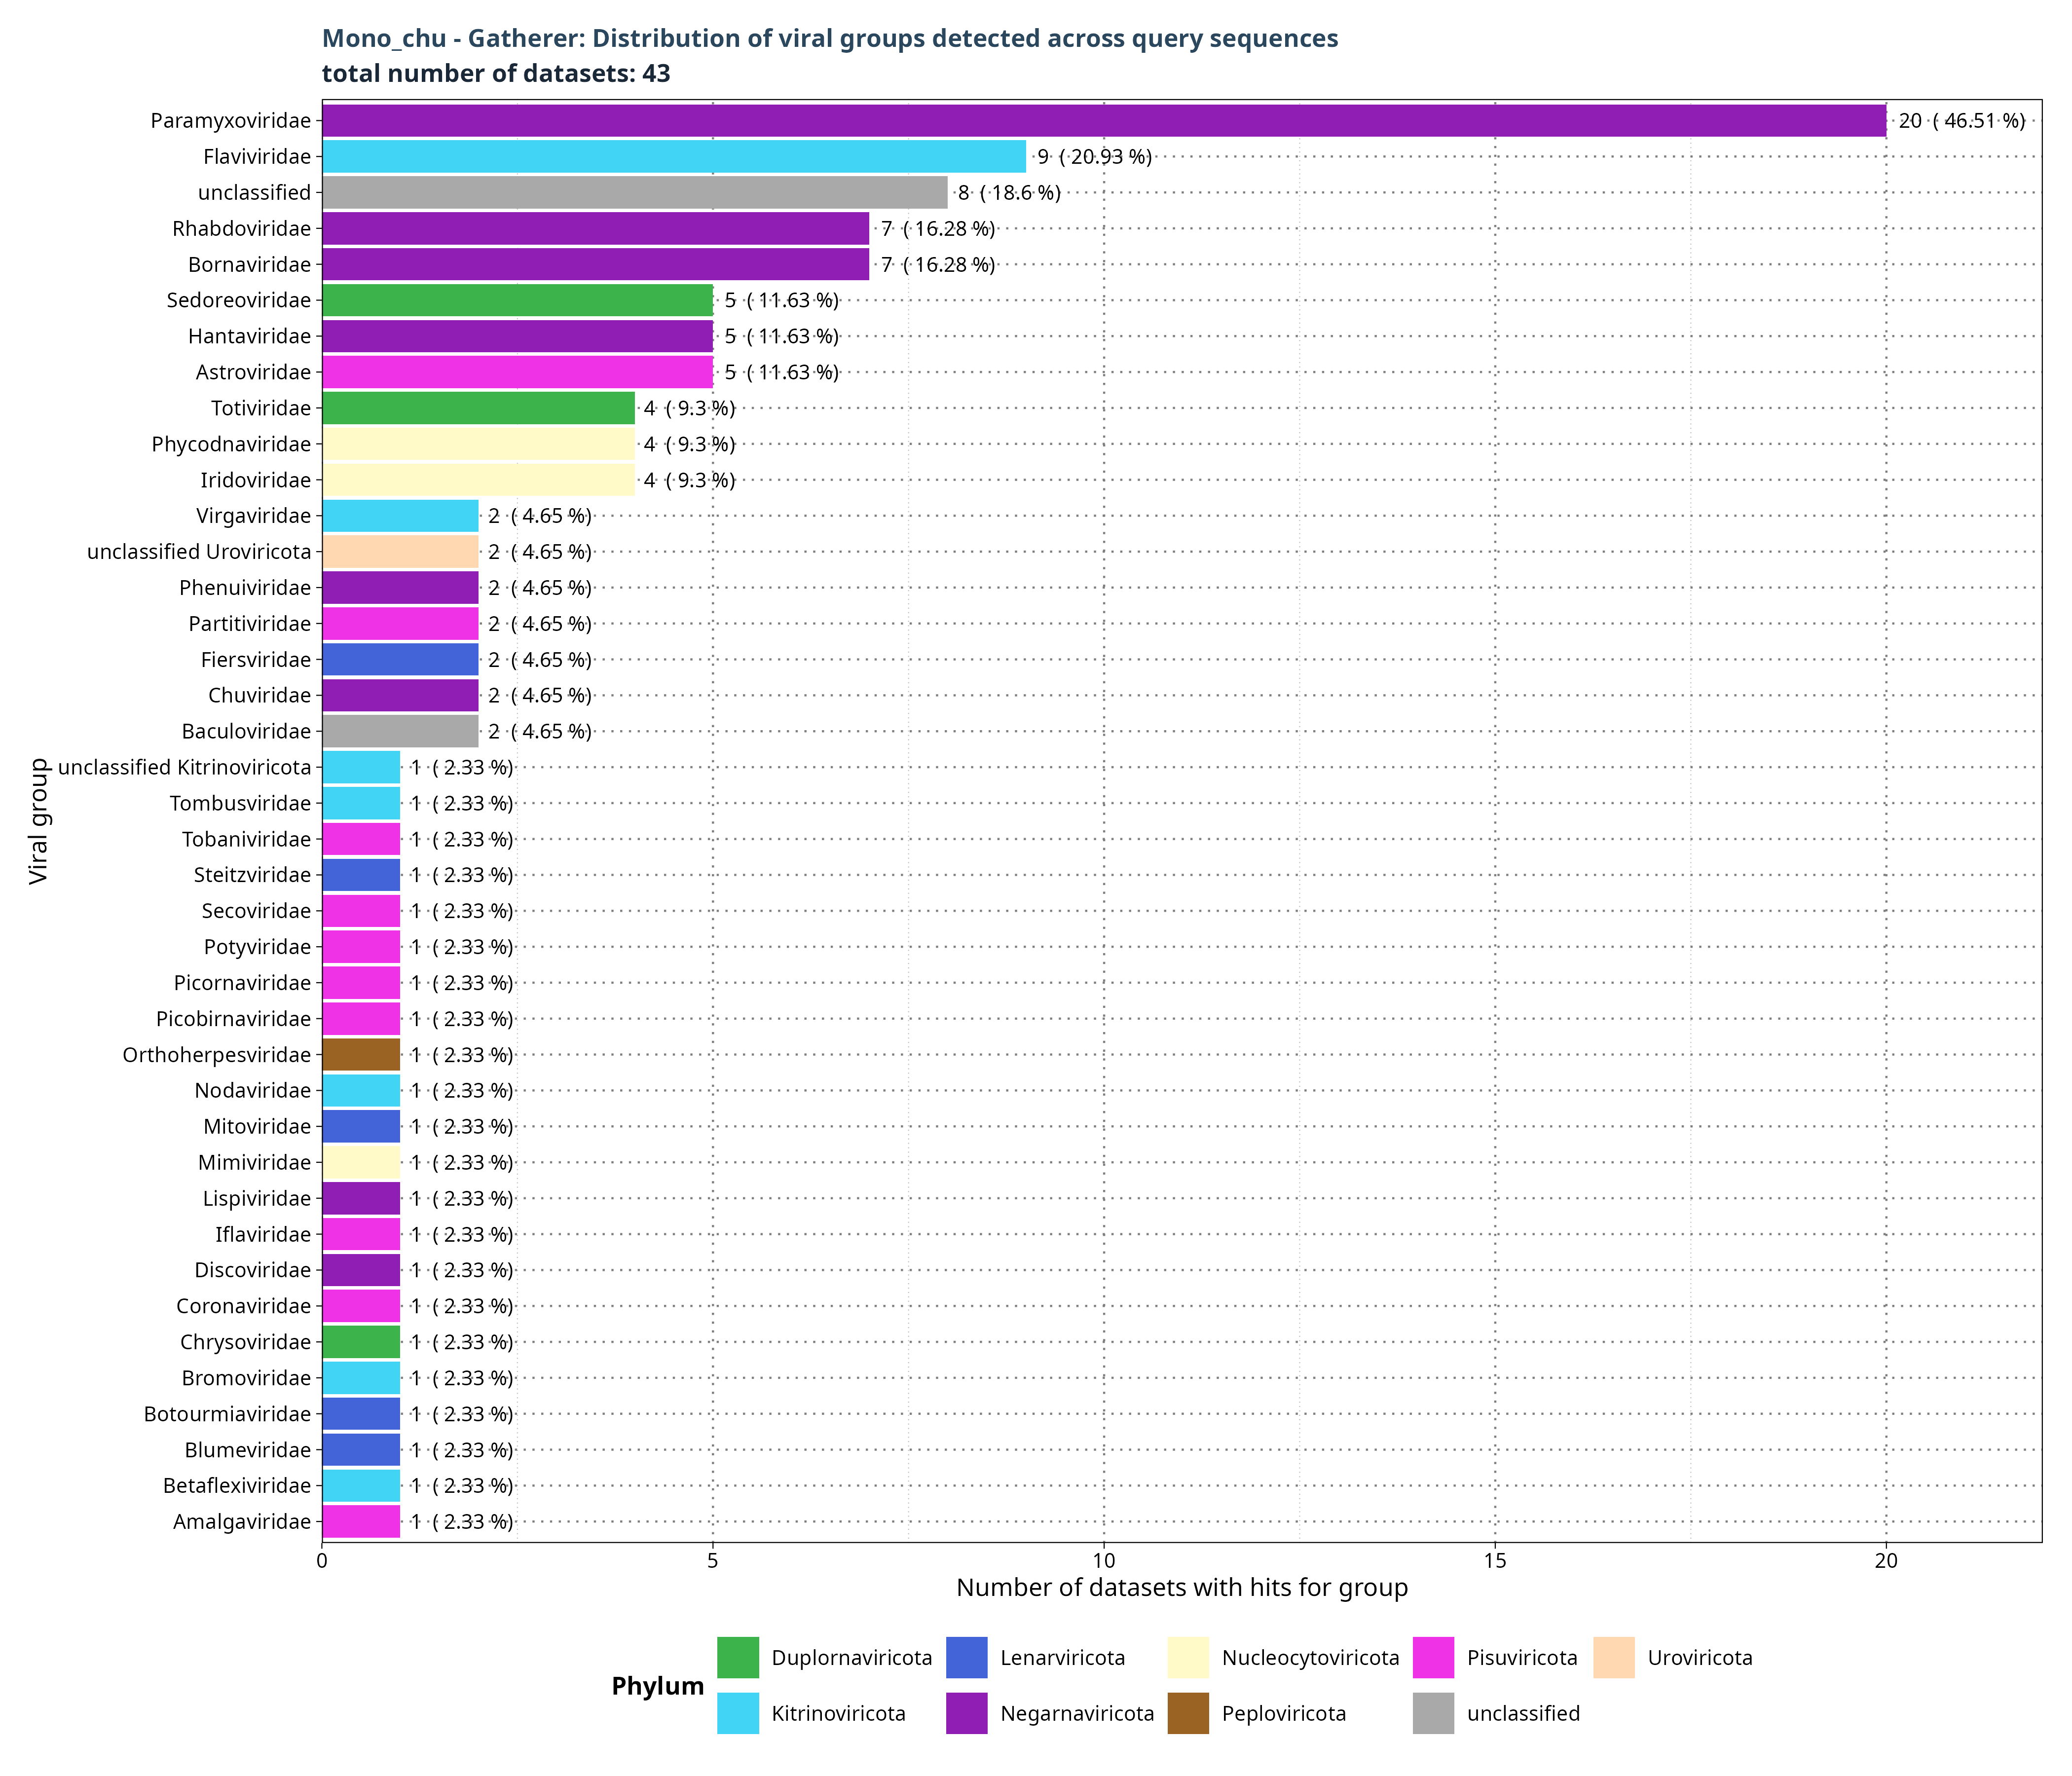 Mono_chu - Gatherer: Distribution of viral groups detected across query sequences
total number of datasets: 43
Viral group
Paramyxoviridae 20 ( 46.51 %)
Flaviviridae 9 ( 20.93 %)
unclassified 8 ( 18.6 %)
Rhabdoviridae 7 ( 16.28 %)
Bornaviridae 7 ( 16.28 %)
Sedoreoviridae 5 ( 11.63 %)
Hantaviridae 5 ( 11.63 %)
Astroviridae 5 ( 11.63 %)
Totiviridae 4 ( 9.3 %)
Phycodnaviridae 4 ( 9.3 %)
Iridoviridae 4 ( 9.3 %)
Virgaviridae 2 ( 4.65 %)
unclassified Uroviricota 2 ( 4.65 %)
Phenuiviridae 2 ( 4.65 %)
Partitiviridae 2 ( 4.65 %)
Fiersviridae 2 ( 4.65 %)
Chuviridae 2 ( 4.65 %)
Baculoviridae 2 ( 4.65 %)
unclassified Kitrinoviricota 1 ( 2.33 %)
Tombusviridae 1 ( 2.33 %)
Tobaniviridae 1 ( 2.33 %)
Steitzviridae 1 ( 2.33 %)
Secoviridae 1 ( 2.33 %)
Potyviridae 1 ( 2.33 %)
Picornaviridae 1 ( 2.33 %)
Picobirnaviridae 1 ( 2.33 %)
Orthoherpesviridae 1 ( 2.33 %)
Nodaviridae 1 ( 2.33 %)
Mitoviridae 1 ( 2.33 %)
Mimiviridae 1 ( 2.33 %)
Lispiviridae 1 ( 2.33 %)
Iflaviridae 1 ( 2.33 %)
Discoviridae 1 ( 2.33 %)
Coronaviridae 1 ( 2.33 %)
Chrysoviridae 1 ( 2.33 %)
Bromoviridae 1 ( 2.33 %)
Botourmiaviridae 1 ( 2.33 %)
Blumeviridae 1 ( 2.33 %)
Betaflexiviridae 1 ( 2.33 %)
Amalgaviridae 1 ( 2.33 %)
0 5 10 15 20
Number of datasets with hits for group
Phylum
Duplornaviricota Lenarviricota Nucleocytoviricota Pisuviricota Uroviricota
Kitrinoviricota Negarnaviricota Peploviricota unclassified